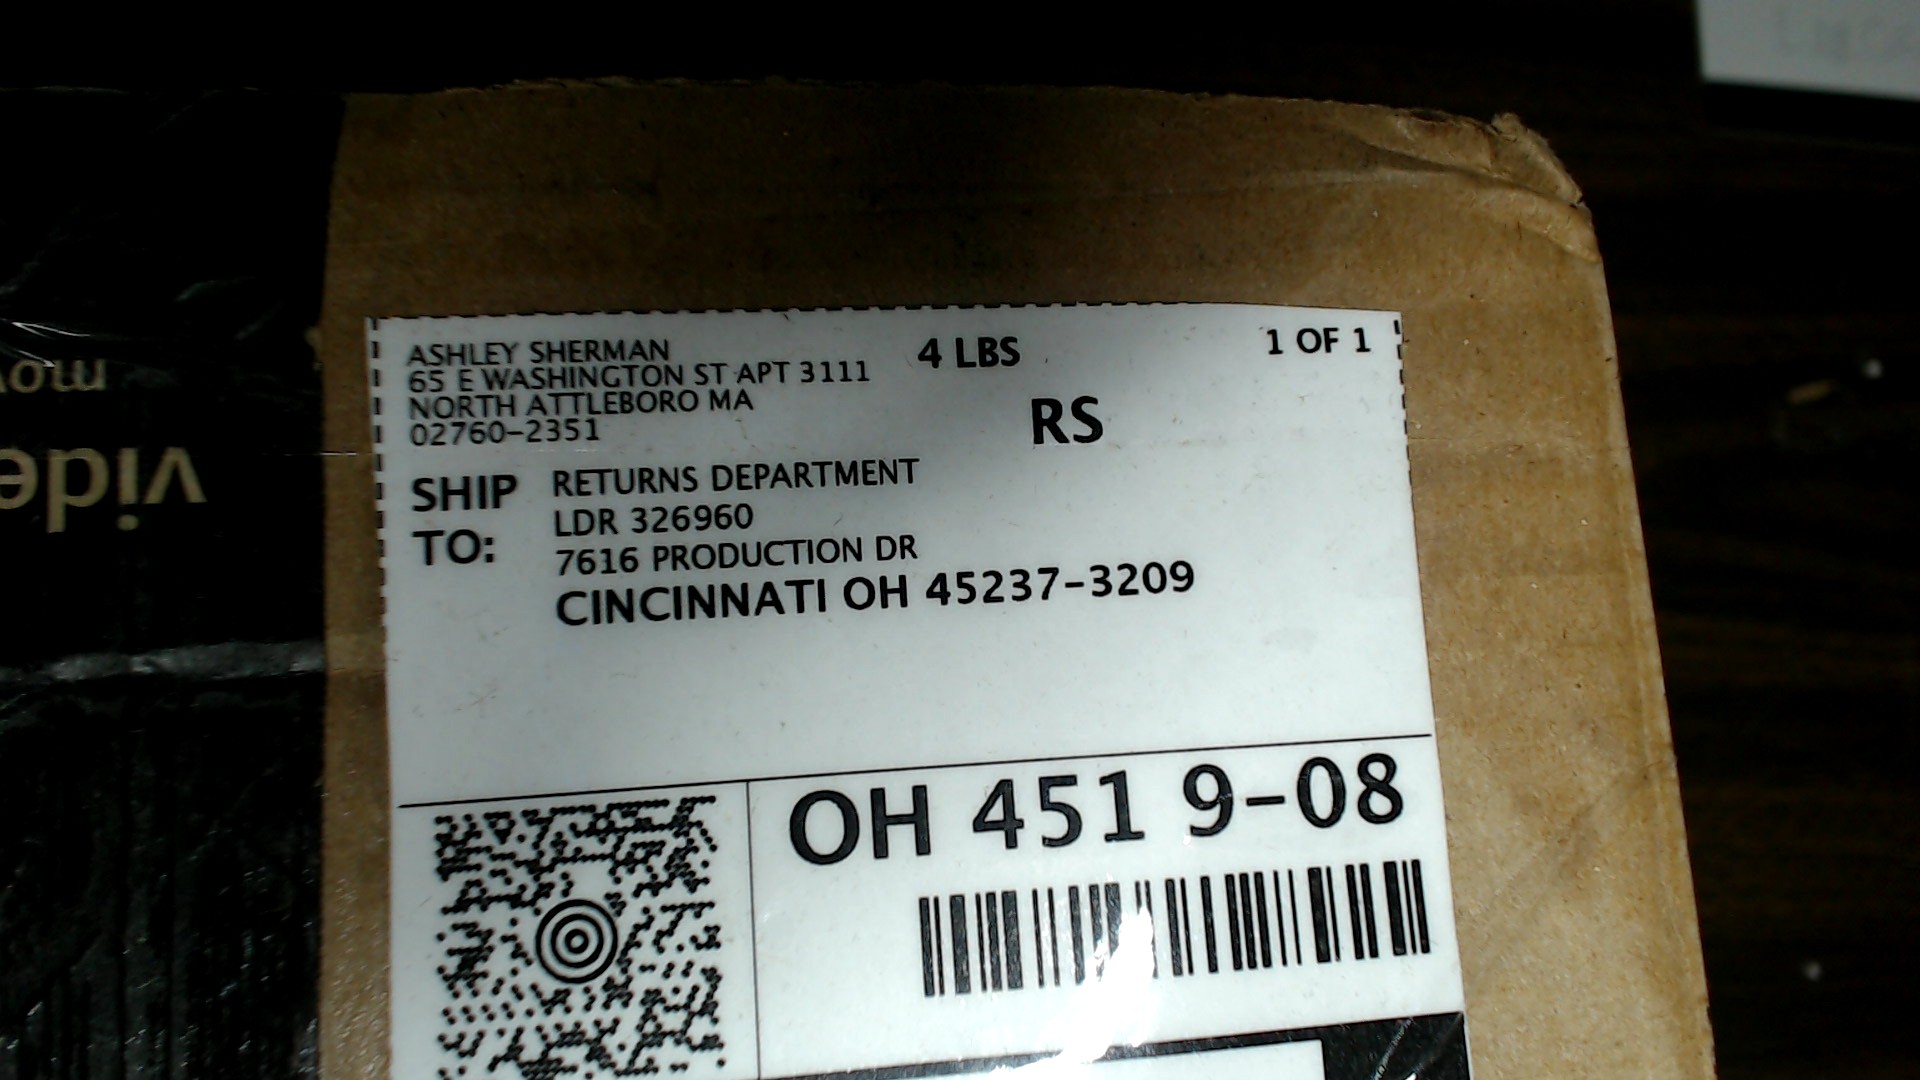 ASHLEY SHERMAN
65 E WASHINGTON ST APT 3111
NORTH ATTLEBORO MA
02760-2351
4 LBS
1 OF 1
RS
SHIP TO:
RETURNS DEPARTMENT
LDR 326960
7616 PRODUCTION DR
CINCINNATI OH 45237-3209
OH 451 9-08
vide